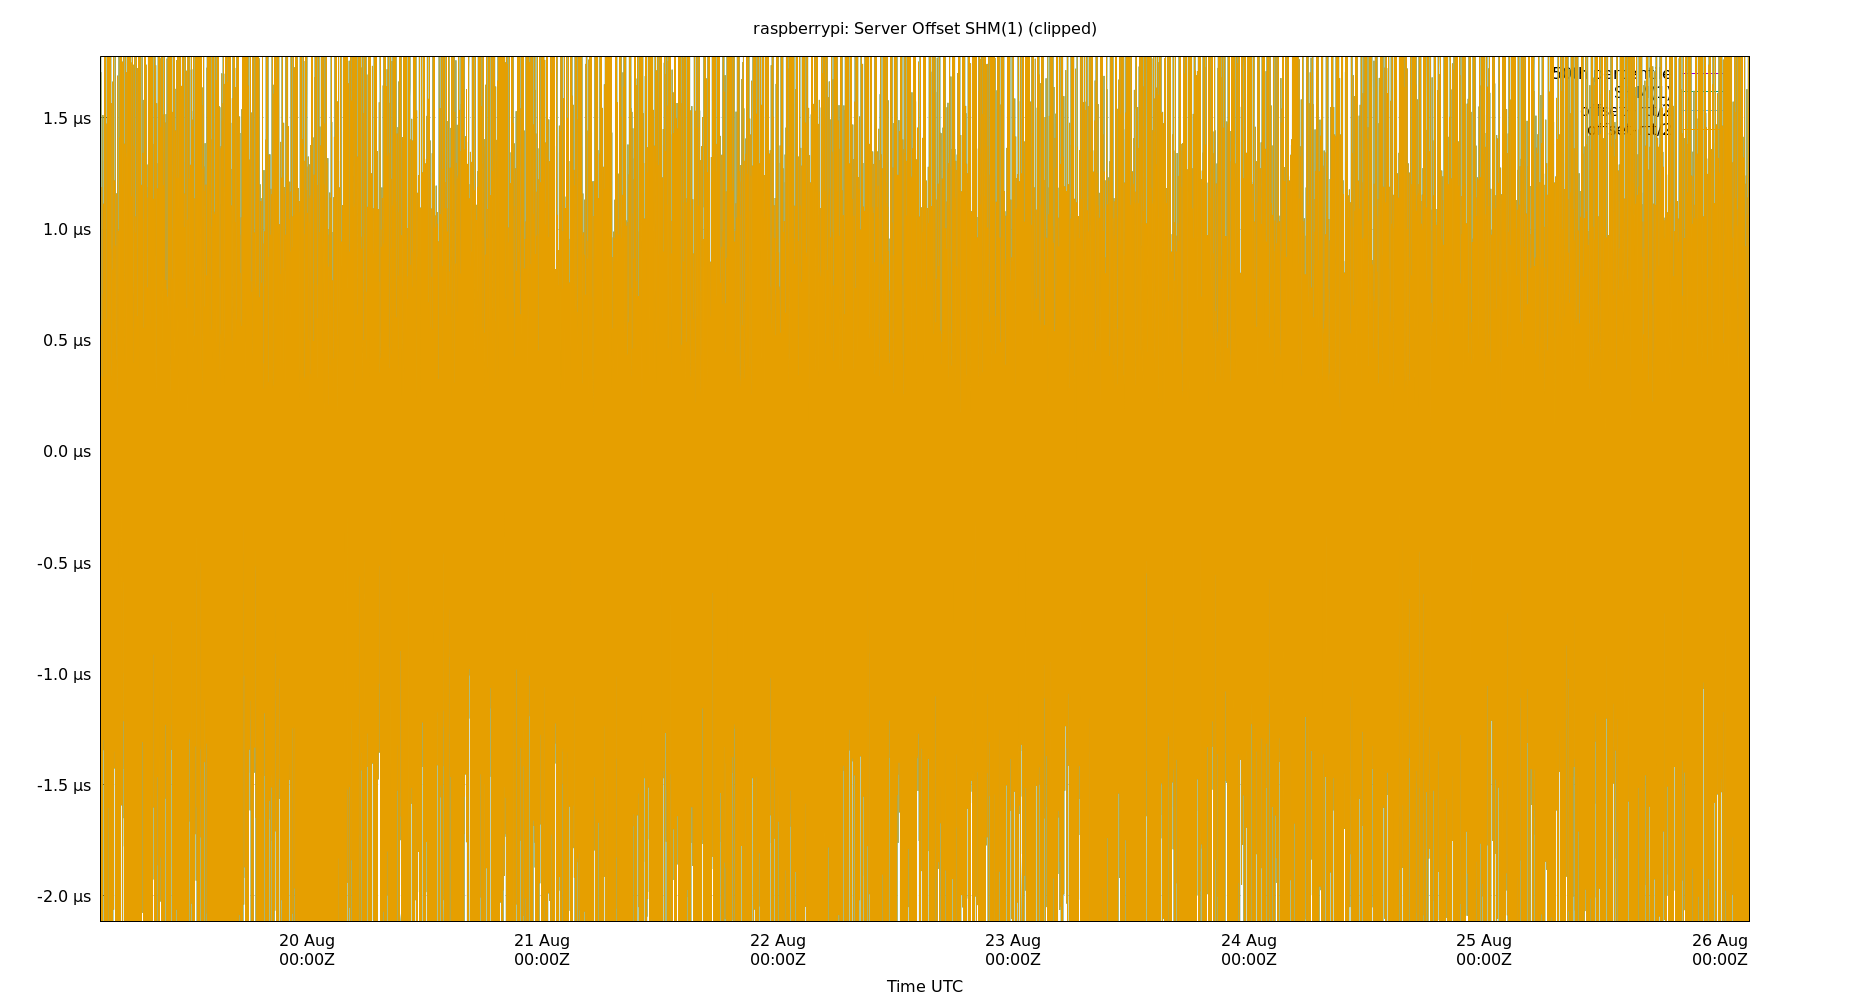 raspberrypi: Server Offset SHM(1) (clipped)
1.5 µs
1.0 µs
0.5 µs
0.0 µs
-0.5 µs
-1.0 µs
-1.5 µs
-2.0 µs
20 Aug 21 Aug 22 Aug 23 Aug 24 Aug 25 Aug 26 Aug
00:00Z 00:00Z 00:00Z 00:00Z 00:00Z 00:00Z 00:00Z
Time UTC